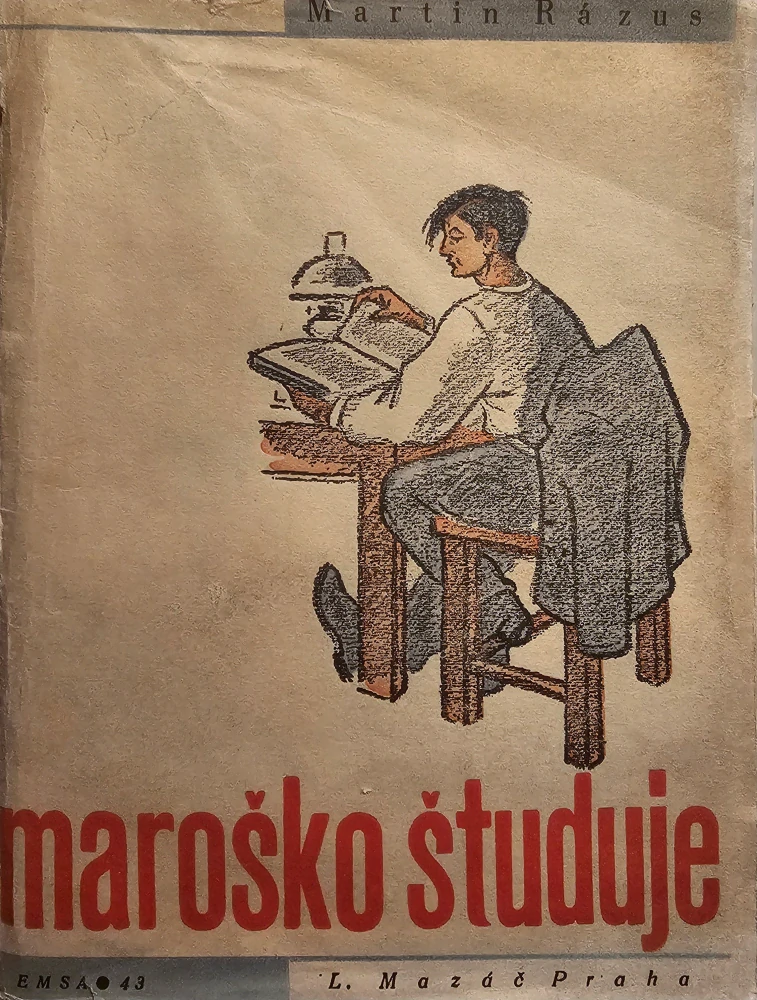 Martin Rázus
maroško študuje
EMSA ● 43
L. Mazáč Praha